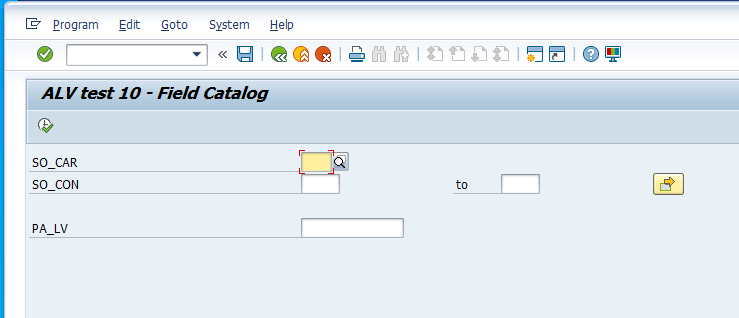 Program Edit Goto System Help
ALV test 10 - Field Catalog
SO_CAR
SO_CON to
PA_LV